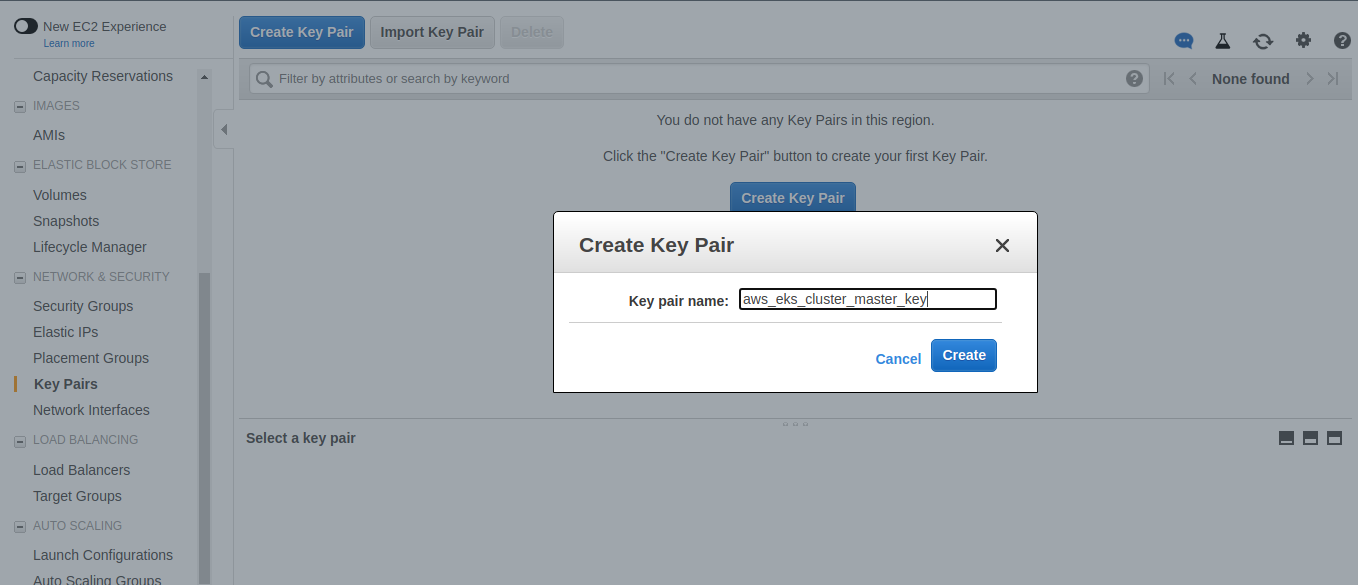 New EC2 Experience
Learn more
Capacity Reservations
IMAGES
AMIs
ELASTIC BLOCK STORE
Volumes
Snapshots
Lifecycle Manager
NETWORK & SECURITY
Security Groups
Elastic IPs
Placement Groups
Key Pairs
Network Interfaces
LOAD BALANCING
Load Balancers
Target Groups
AUTO SCALING
Launch Configurations
Auto Scaling Groups
Create Key Pair Import Key Pair Delete
Filter by attributes or search by keyword
None found
You do not have any Key Pairs in this region.
Click the "Create Key Pair" button to create your first Key Pair.
Create Key Pair
Create Key Pair
Key pair name: aws_eks_cluster_master_key
Cancel Create
Select a key pair